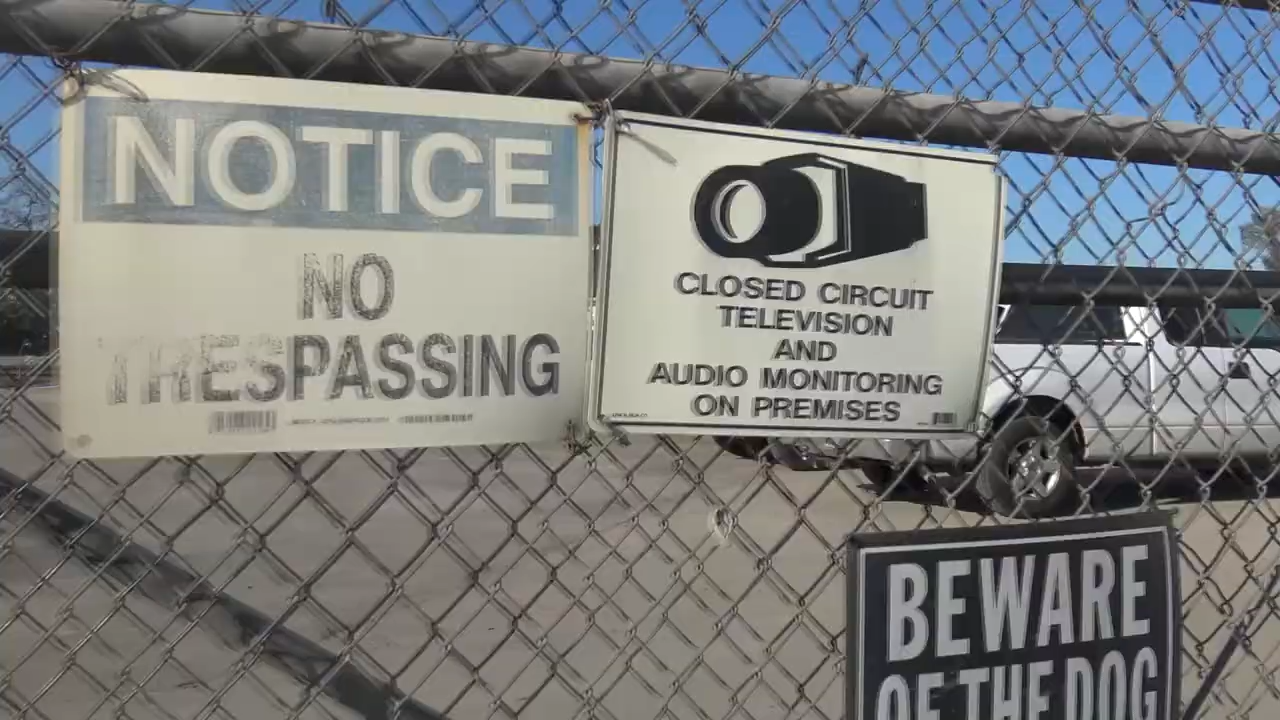 NOTICE
NO
TRESPASSING
CLOSED CIRCUIT
TELEVISION
AND
AUDIO MONITORING
ON PREMISES
BEWARE
OF THE DOG